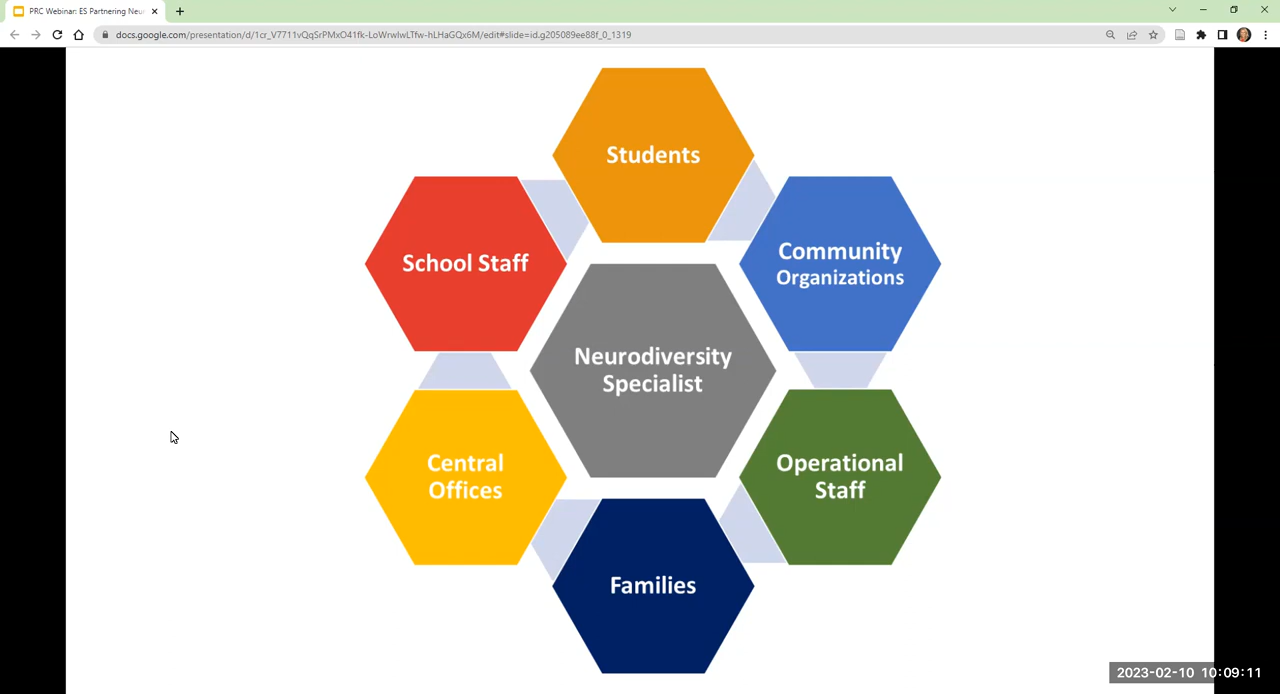 PRC Webinar: ES Partnering Neu
docs.google.com/presentation/d/1cr_V7711vQqSrPMxO41fk-LoWrwlwLTfw-hLHaGQx6M/edit#slide=id.g205089ee88f_0_1319
Students
School Staff
Community
Organizations
Neurodiversity
Specialist
Central
Offices
Operational
Staff
Families
2023-02-10 10:09:11